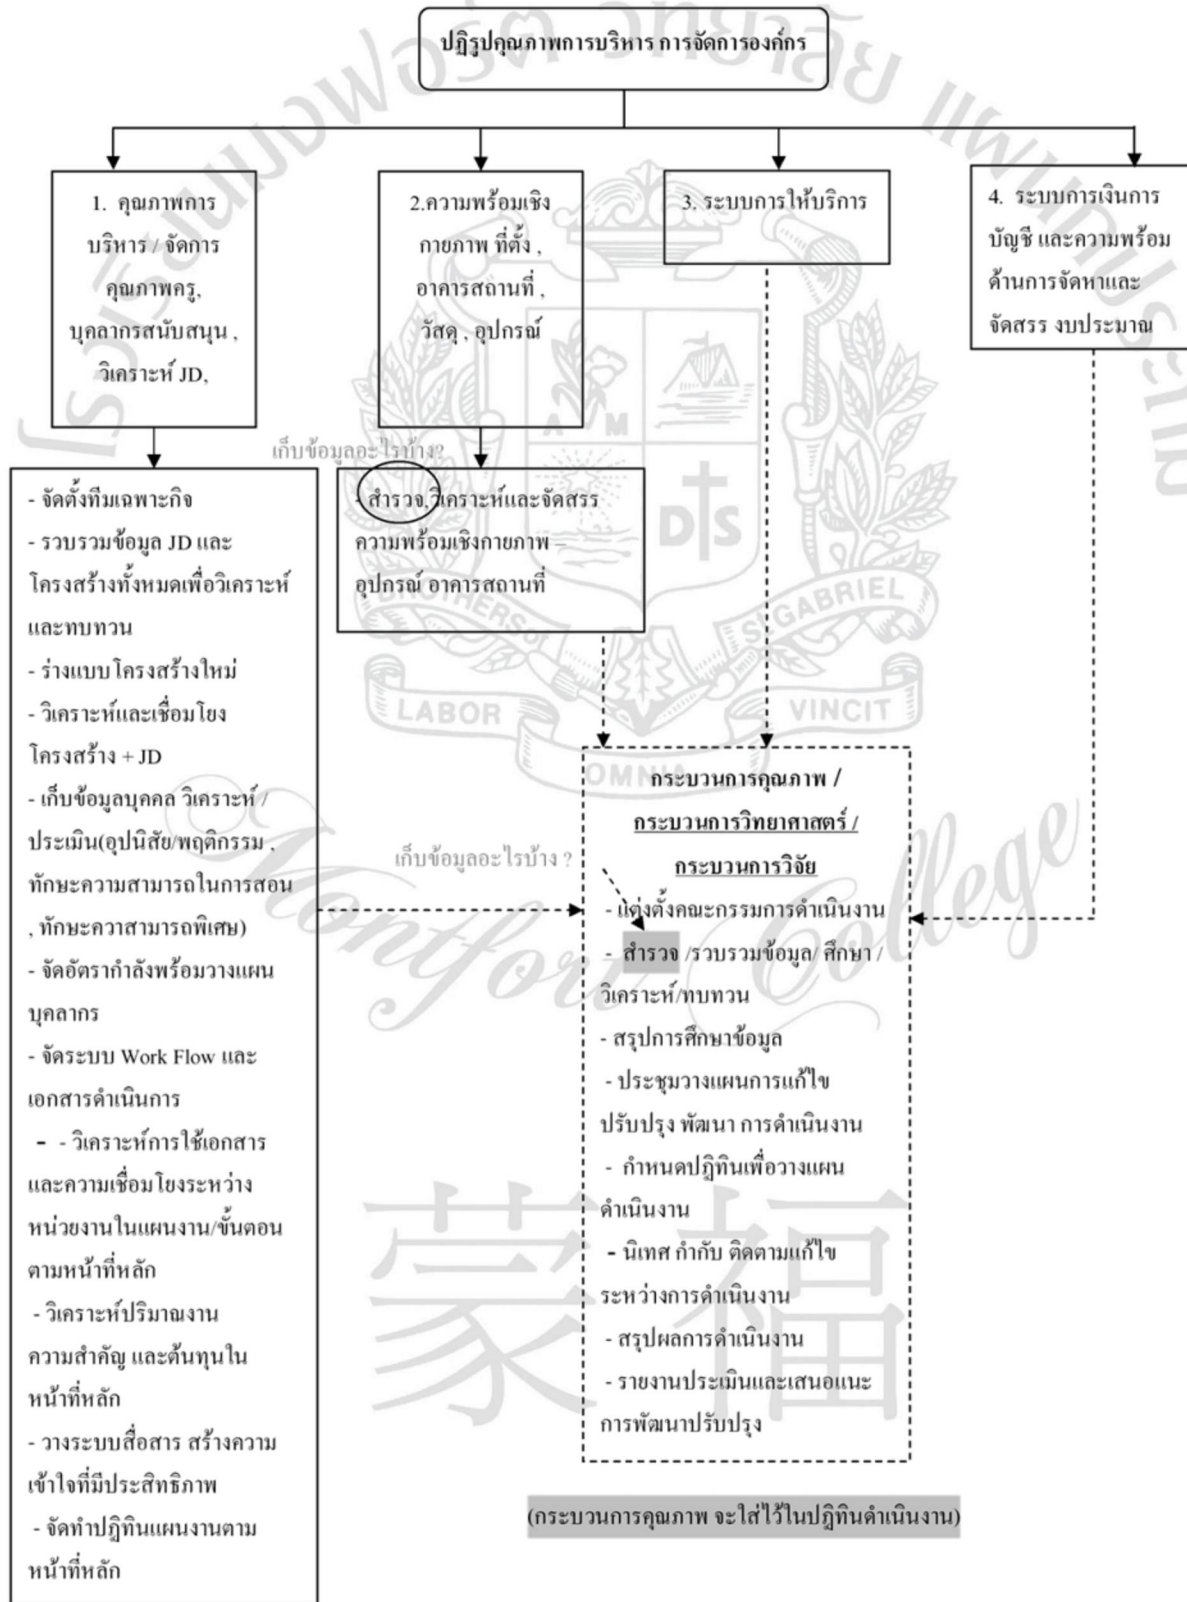 ปฏิรูปคุณภาพการบริหาร การจัดการองค์กร
1. คุณภาพการ
บริหาร / จัดการ
คุณภาพครู,
บุคลากรสนับสนุน ,
วิเคราะห์ JD,
2.ความพร้อมเชิง
กายภาพ ที่ตั้ง ,
อาคารสถานที่ ,
วัสดุ , อุปกรณ์
3. ระบบการให้บริการ
4. ระบบการเงินการ
บัญชี และความพร้อม
ด้านการจัดหาและ
จัดสรร งบประมาณ
เก็บข้อมูลอะไรบ้าง?
- จัดตั้งทีมเฉพาะกิจ
- รวบรวมข้อมูล JD และ
โครงสร้างทั้งหมดเพื่อวิเคราะห์
และทบทวน
- ร่างแบบโครงสร้างใหม่
- วิเคราะห์และเชื่อมโยง
โครงสร้าง + JD
- เก็บข้อมูลบุคคล วิเคราะห์ /
ประเมิน(อุปนิสัย/พฤติกรรม ,
ทักษะความสามารถในการสอน
, ทักษะควาสามารถพิเศษ)
- จัดอัตรากำลังพร้อมวางแผน
บุคลากร
- จัดระบบ Work Flow และ
เอกสารดำเนินการ
- - วิเคราะห์การใช้เอกสาร
และความเชื่อมโยงระหว่าง
หน่วยงานในแผนงาน/ขั้นตอน
ตามหน้าที่หลัก
- วิเคราะห์ปริมาณงาน
ความสำคัญ และต้นทุนใน
หน้าที่หลัก
- วางระบบสื่อสาร สร้างความ
เข้าใจที่มีประสิทธิภาพ
- จัดทำปฏิทินแผนงานตาม
หน้าที่หลัก
- สำรวจ,วิเคราะห์และจัดสรร
ความพร้อมเชิงกายภาพ –
อุปกรณ์ อาคารสถานที่
เก็บข้อมูลอะไรบ้าง ?
กระบวนการคุณภาพ /
กระบวนการวิทยาศาสตร์ /
กระบวนการวิจัย
- แต่งตั้งคณะกรรมการดำเนินงาน
- สำรวจ /รวบรวมข้อมูล/ ศึกษา /
วิเคราะห์/ทบทวน
- สรุปการศึกษาข้อมูล
- ประชุมวางแผนการแก้ไข
ปรับปรุง พัฒนา การดำเนินงาน
- กำหนดปฏิทินเพื่อวางแผน
ดำเนินงาน
- นิเทศ กำกับ ติดตามแก้ไข
ระหว่างการดำเนินงาน
- สรุปผลการดำเนินงาน
- รายงานประเมินและเสนอแนะ
การพัฒนาปรับปรุง
(กระบวนการคุณภาพ จะใส่ไว้ในปฏิทินดำเนินงาน)
โรงเรียนมงฟอร์ต วิทยาลัย แผนกประถม
A M
D S
BROTHERS OF ST. GABRIEL
LABOR
OMNIA
VINCIT
Montfort College
蒙福